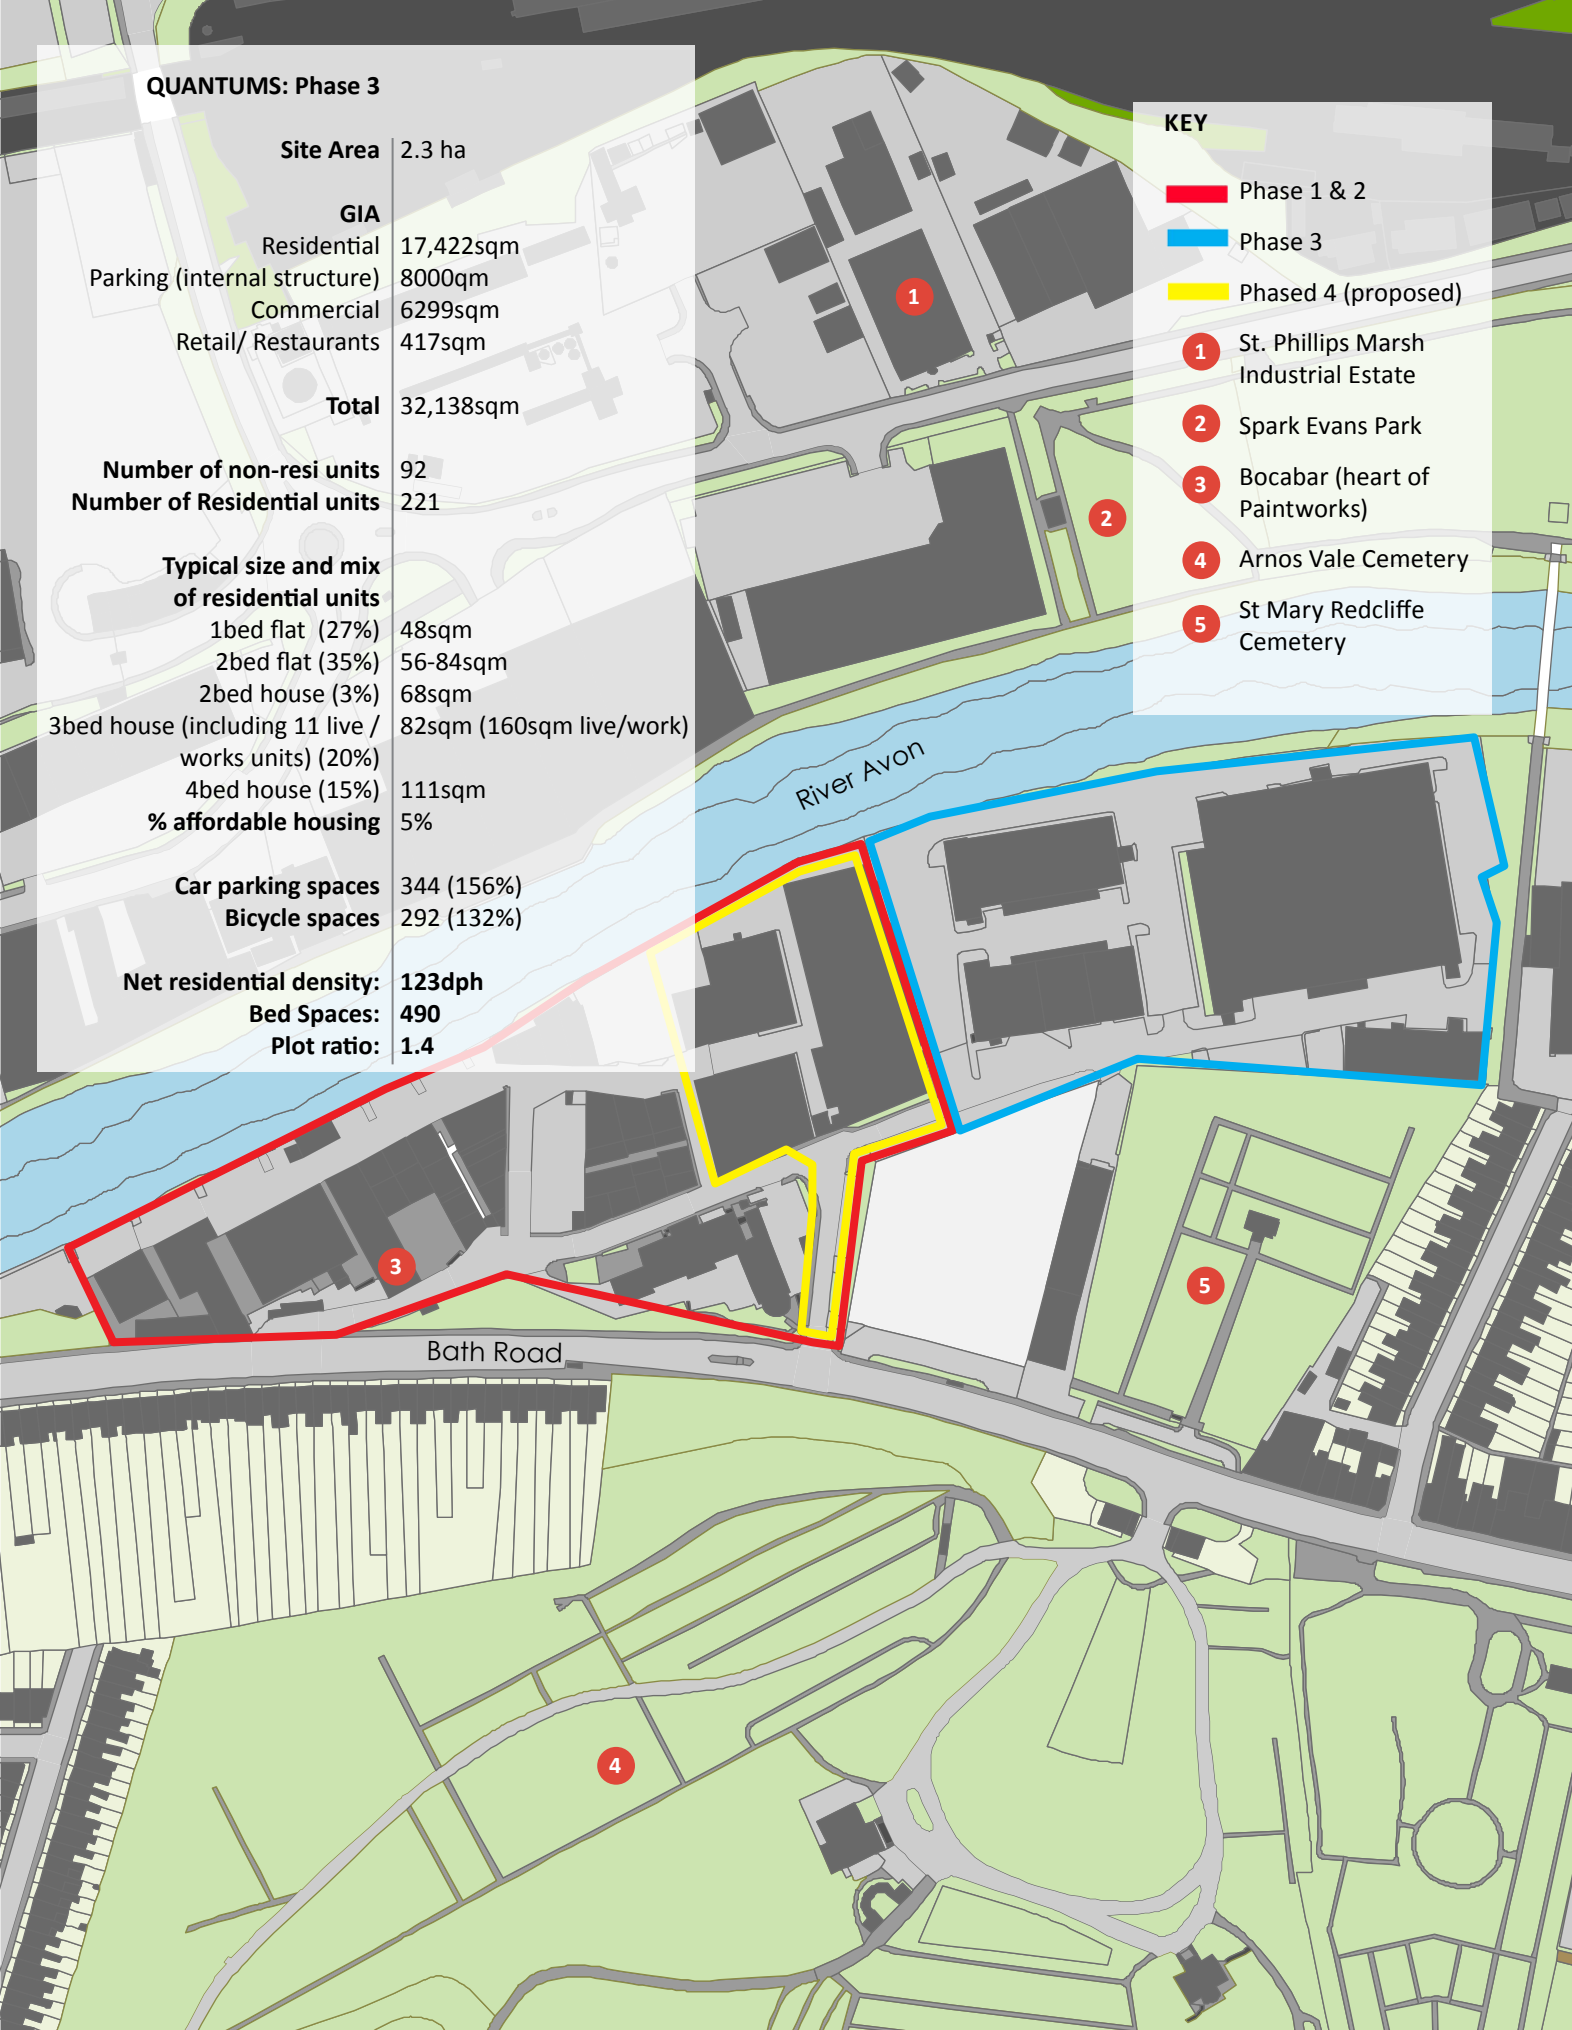 QUANTUMS: Phase 3
Site Area 2.3 ha
GIA
Residential 17,422sqm
Parking (internal structure) 8000qm
Commercial 6299sqm
Retail/ Restaurants 417sqm
Total 32,138sqm
Number of non-resi units 92
Number of Residential units 221
Typical size and mix
of residential units
1bed flat (27%) 48sqm
2bed flat (35%) 56-84sqm
2bed house (3%) 68sqm
3bed house (including 11 live / 82sqm (160sqm live/work)
works units) (20%)
4bed house (15%) 111sqm
% affordable housing 5%
Car parking spaces 344 (156%)
Bicycle spaces 292 (132%)
Net residential density: 123dph
Bed Spaces: 490
Plot ratio: 1.4
KEY
Phase 1 & 2
Phase 3
Phased 4 (proposed)
1 St. Phillips Marsh
Industrial Estate
2 Spark Evans Park
3 Bocabar (heart of
Paintworks)
4 Arnos Vale Cemetery
5 St Mary Redcliffe
Cemetery
1
2
River Avon
3
5
Bath Road
4